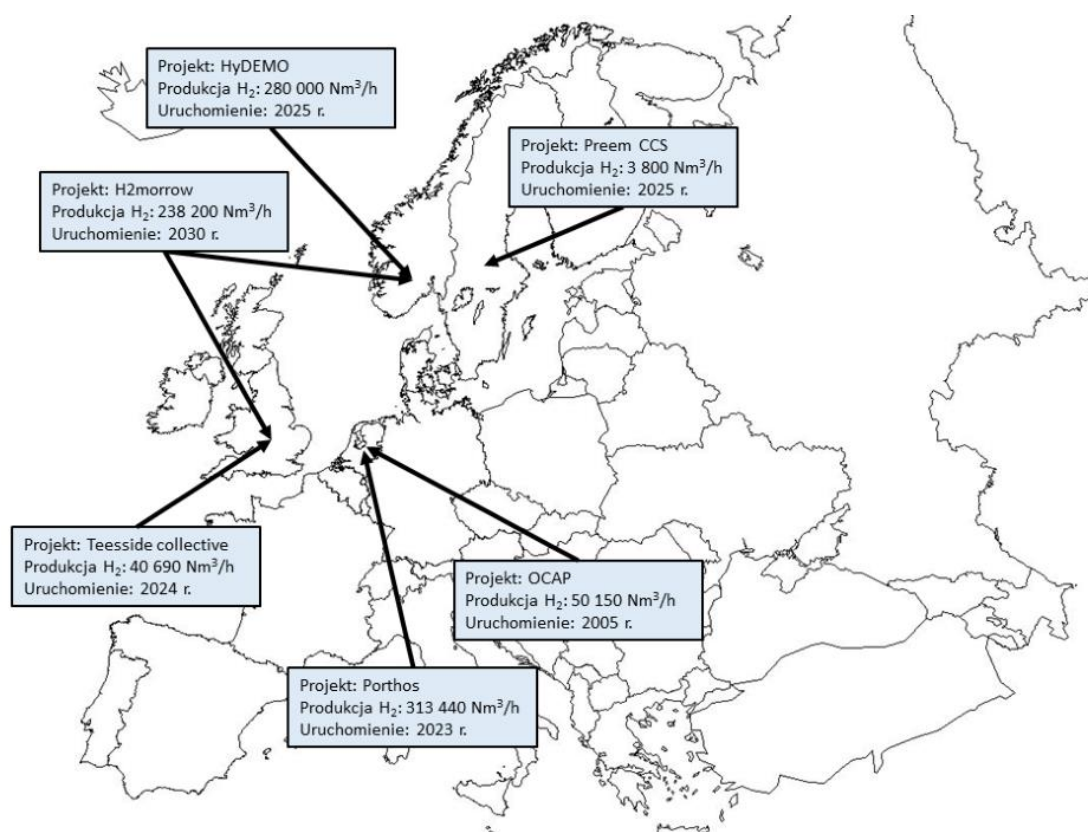 Projekt: HyDEMO
Produkcja H₂: 280 000 Nm³/h
Uruchomienie: 2025 r.
Projekt: Preem CCS
Produkcja H₂: 3 800 Nm³/h
Uruchomienie: 2025 r.
Projekt: H2morrow
Produkcja H₂: 238 200 Nm³/h
Uruchomienie: 2030 r.
Projekt: Teesside collective
Produkcja H₂: 40 690 Nm³/h
Uruchomienie: 2024 r.
Projekt: OCAP
Produkcja H₂: 50 150 Nm³/h
Uruchomienie: 2005 r.
Projekt: Porthos
Produkcja H₂: 313 440 Nm³/h
Uruchomienie: 2023 r.